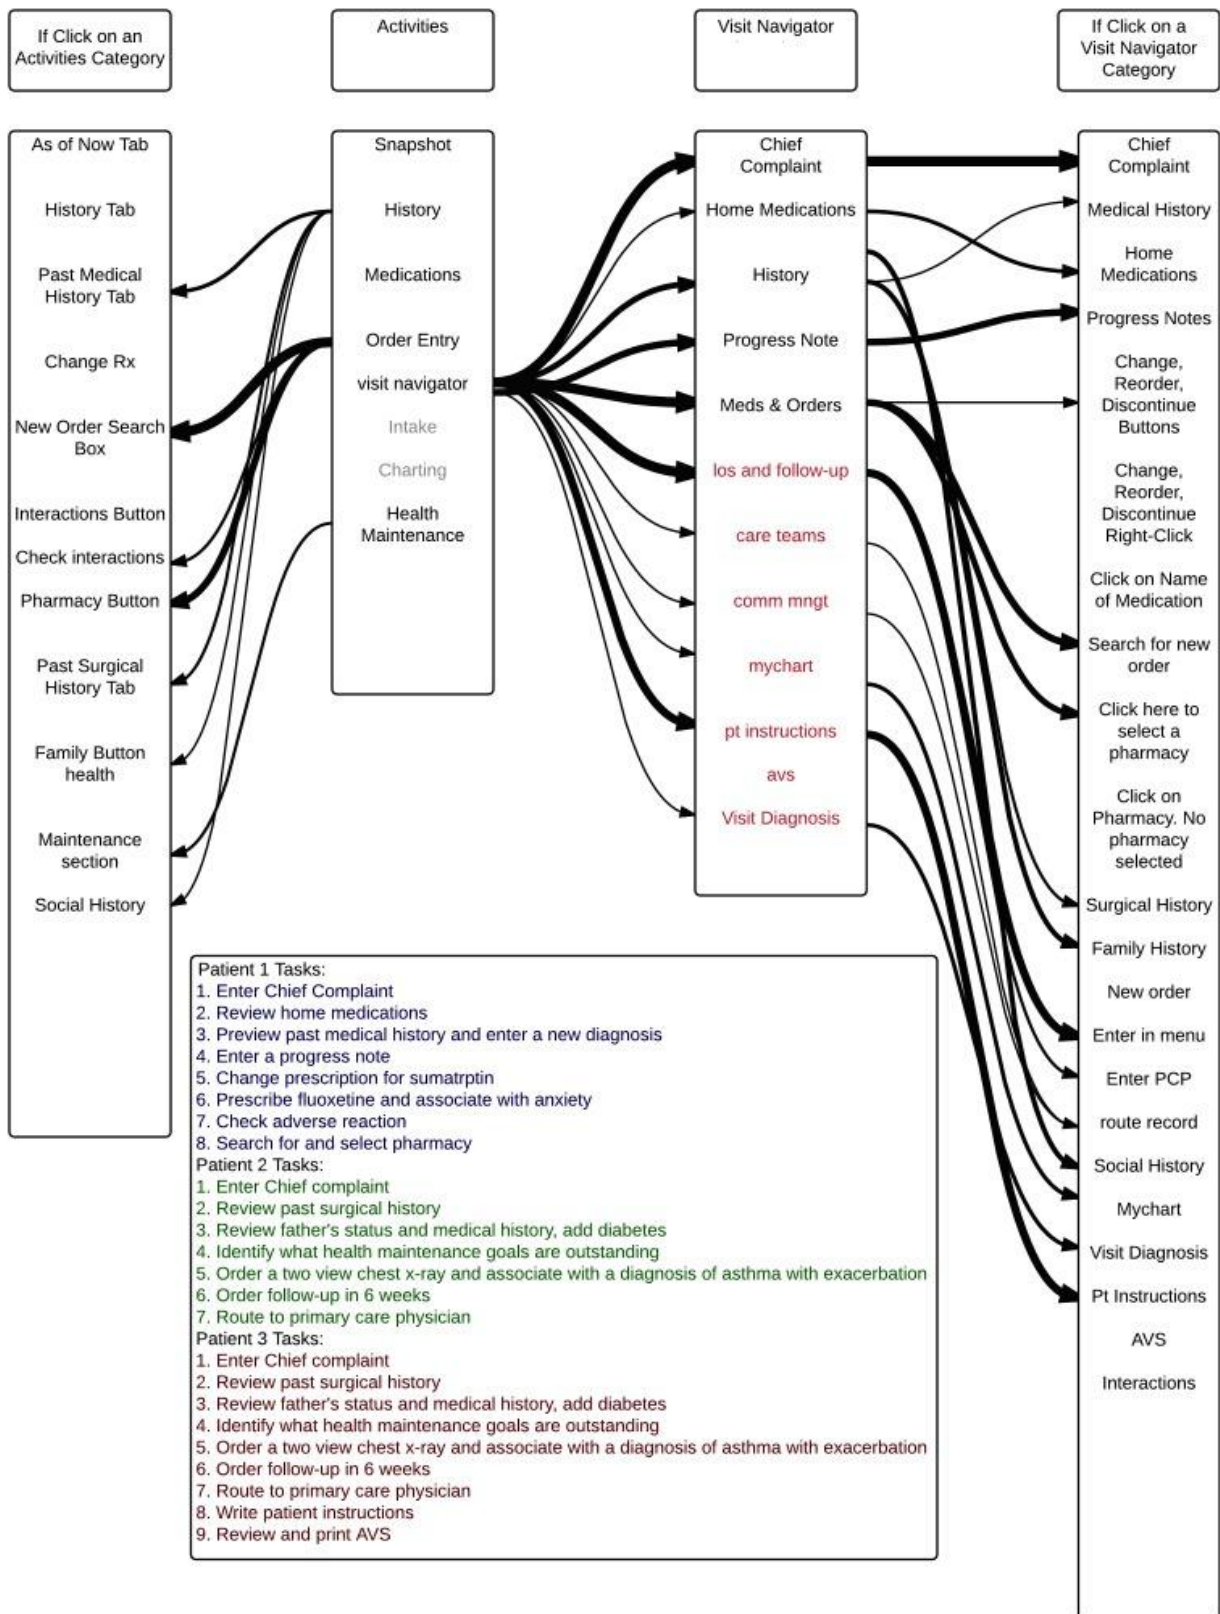 If Click on an
Activities Category
Activities
Visit Navigator
If Click on a
Visit Navigator
Category
As of Now Tab
History Tab
Past Medical
History Tab
Change Rx
New Order Search
Box
Interactions Button
Check interactions
Pharmacy Button
Past Surgical
History Tab
Family Button
health
Maintenance
section
Social History
Snapshot
History
Medications
Order Entry
visit navigator
Intake
Charting
Health
Maintenance
Chief
Complaint
Home Medications
History
Progress Note
Meds & Orders
los and follow-up
care teams
comm mngt
mychart
pt instructions
avs
Visit Diagnosis
Chief
Complaint
Medical History
Home
Medications
Progress Notes
Change,
Reorder,
Discontinue
Buttons
Change,
Reorder,
Discontinue
Right-Click
Click on Name
of Medication
Search for new
order
Click here to
select a
pharmacy
Click on
Pharmacy. No
pharmacy
selected
Surgical History
Family History
New order
Enter in menu
Enter PCP
route record
Social History
Mychart
Visit Diagnosis
Pt Instructions
AVS
Interactions
Patient 1 Tasks:
1. Enter Chief Complaint
2. Review home medications
3. Preview past medical history and enter a new diagnosis
4. Enter a progress note
5. Change prescription for sumatrptin
6. Prescribe fluoxetine and associate with anxiety
7. Check adverse reaction
8. Search for and select pharmacy
Patient 2 Tasks:
1. Enter Chief complaint
2. Review past surgical history
3. Review father's status and medical history, add diabetes
4. Identify what health maintenance goals are outstanding
5. Order a two view chest x-ray and associate with a diagnosis of asthma with exacerbation
6. Order follow-up in 6 weeks
7. Route to primary care physician
Patient 3 Tasks:
1. Enter Chief complaint
2. Review past surgical history
3. Review father's status and medical history, add diabetes
4. Identify what health maintenance goals are outstanding
5. Order a two view chest x-ray and associate with a diagnosis of asthma with exacerbation
6. Order follow-up in 6 weeks
7. Route to primary care physician
8. Write patient instructions
9. Review and print AVS